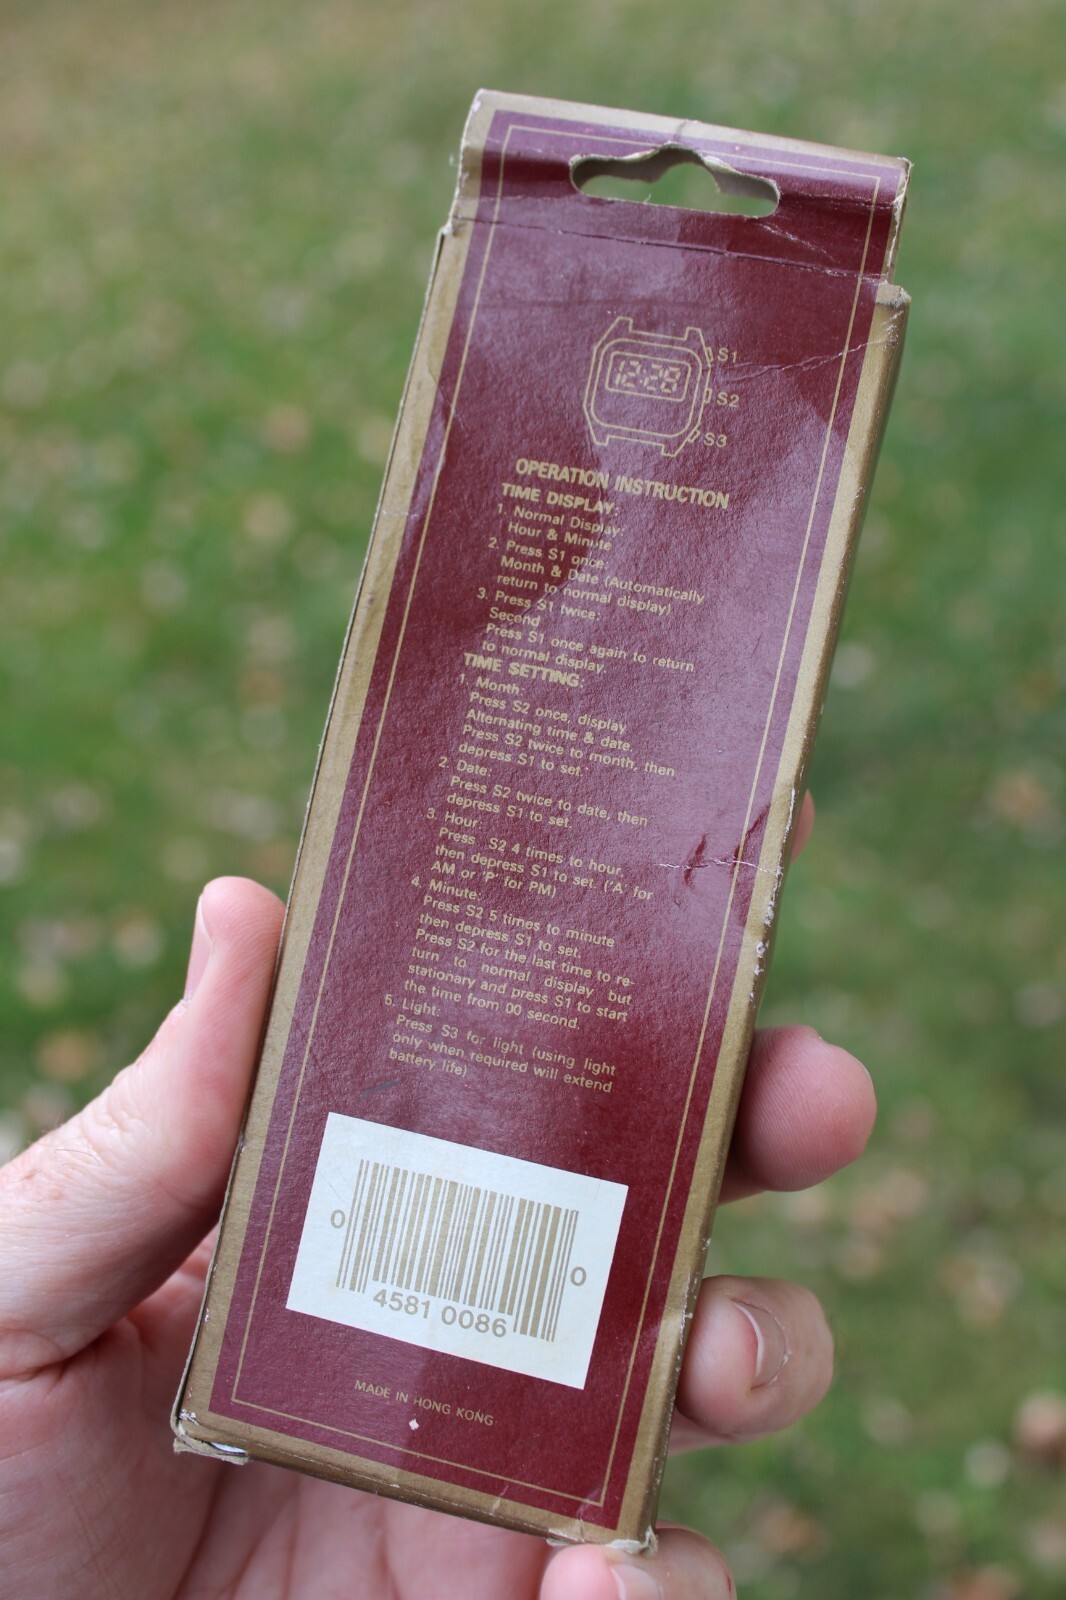 12:28
S1
S2
S3
OPERATION INSTRUCTION
TIME DISPLAY:
1. Normal Display:
Hour & Minute
2. Press S1 once:
Month & Date (Automatically
return to normal display)
3. Press S1 twice:
Second
Press S1 once again to return
to normal display.
TIME SETTING:
1. Month:
Press S2 once, display
Alternating time & date.
Press S2 twice to month, then
depress S1 to set.
2. Date:
Press S2 twice to date, then
depress S1 to set.
3. Hour:
Press S2 4 times to hour,
then depress S1 to set. ('A' for
AM or 'P' for PM)
4. Minute:
Press S2 5 times to minute
then depress S1 to set.
Press S2 for the last time to re-
turn to normal display but
stationary and press S1 to start
the time from 00 second.
5. Light:
Press S3 for light (using light
only when required will extend
battery life)
0
0
4581 0086
MADE IN HONG KONG